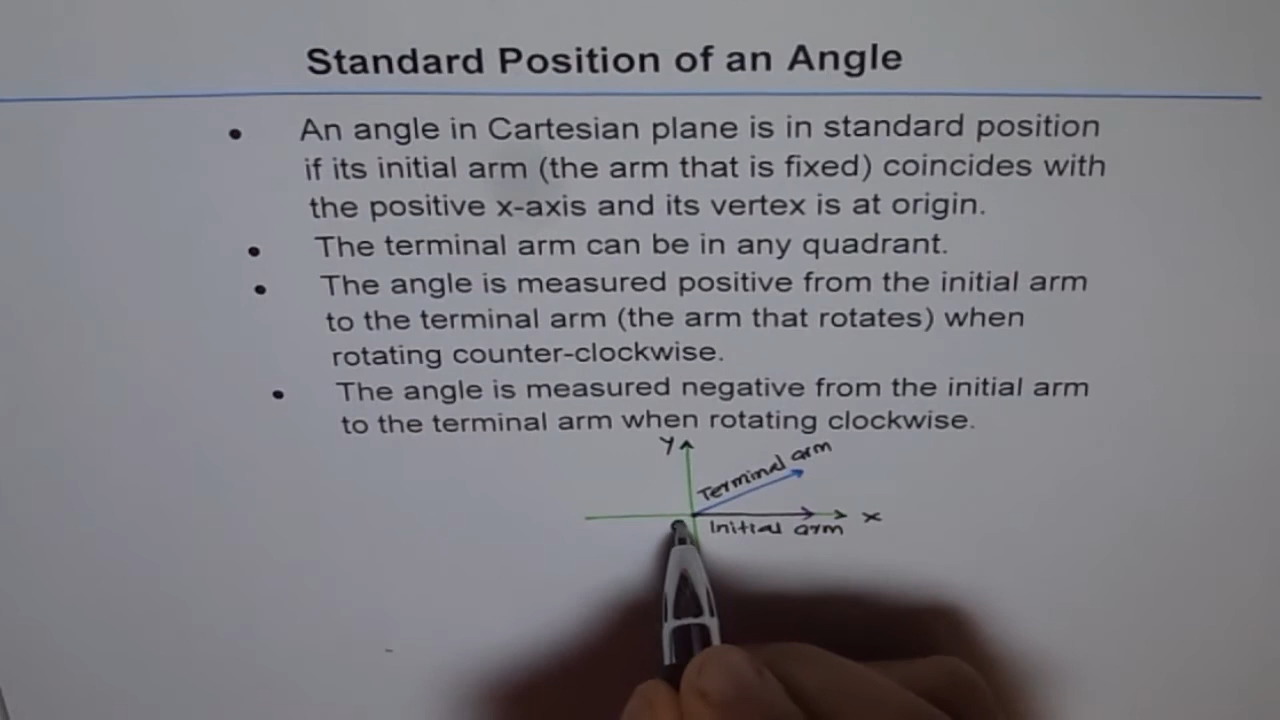 Standard Position of an Angle
• An angle in Cartesian plane is in standard position
if its initial arm (the arm that is fixed) coincides with
the positive x-axis and its vertex is at origin.
• The terminal arm can be in any quadrant.
• The angle is measured positive from the initial arm
to the terminal arm (the arm that rotates) when
rotating counter-clockwise.
• The angle is measured negative from the initial arm
to the terminal arm when rotating clockwise.
Y
Terminal arm
X
Initial arm